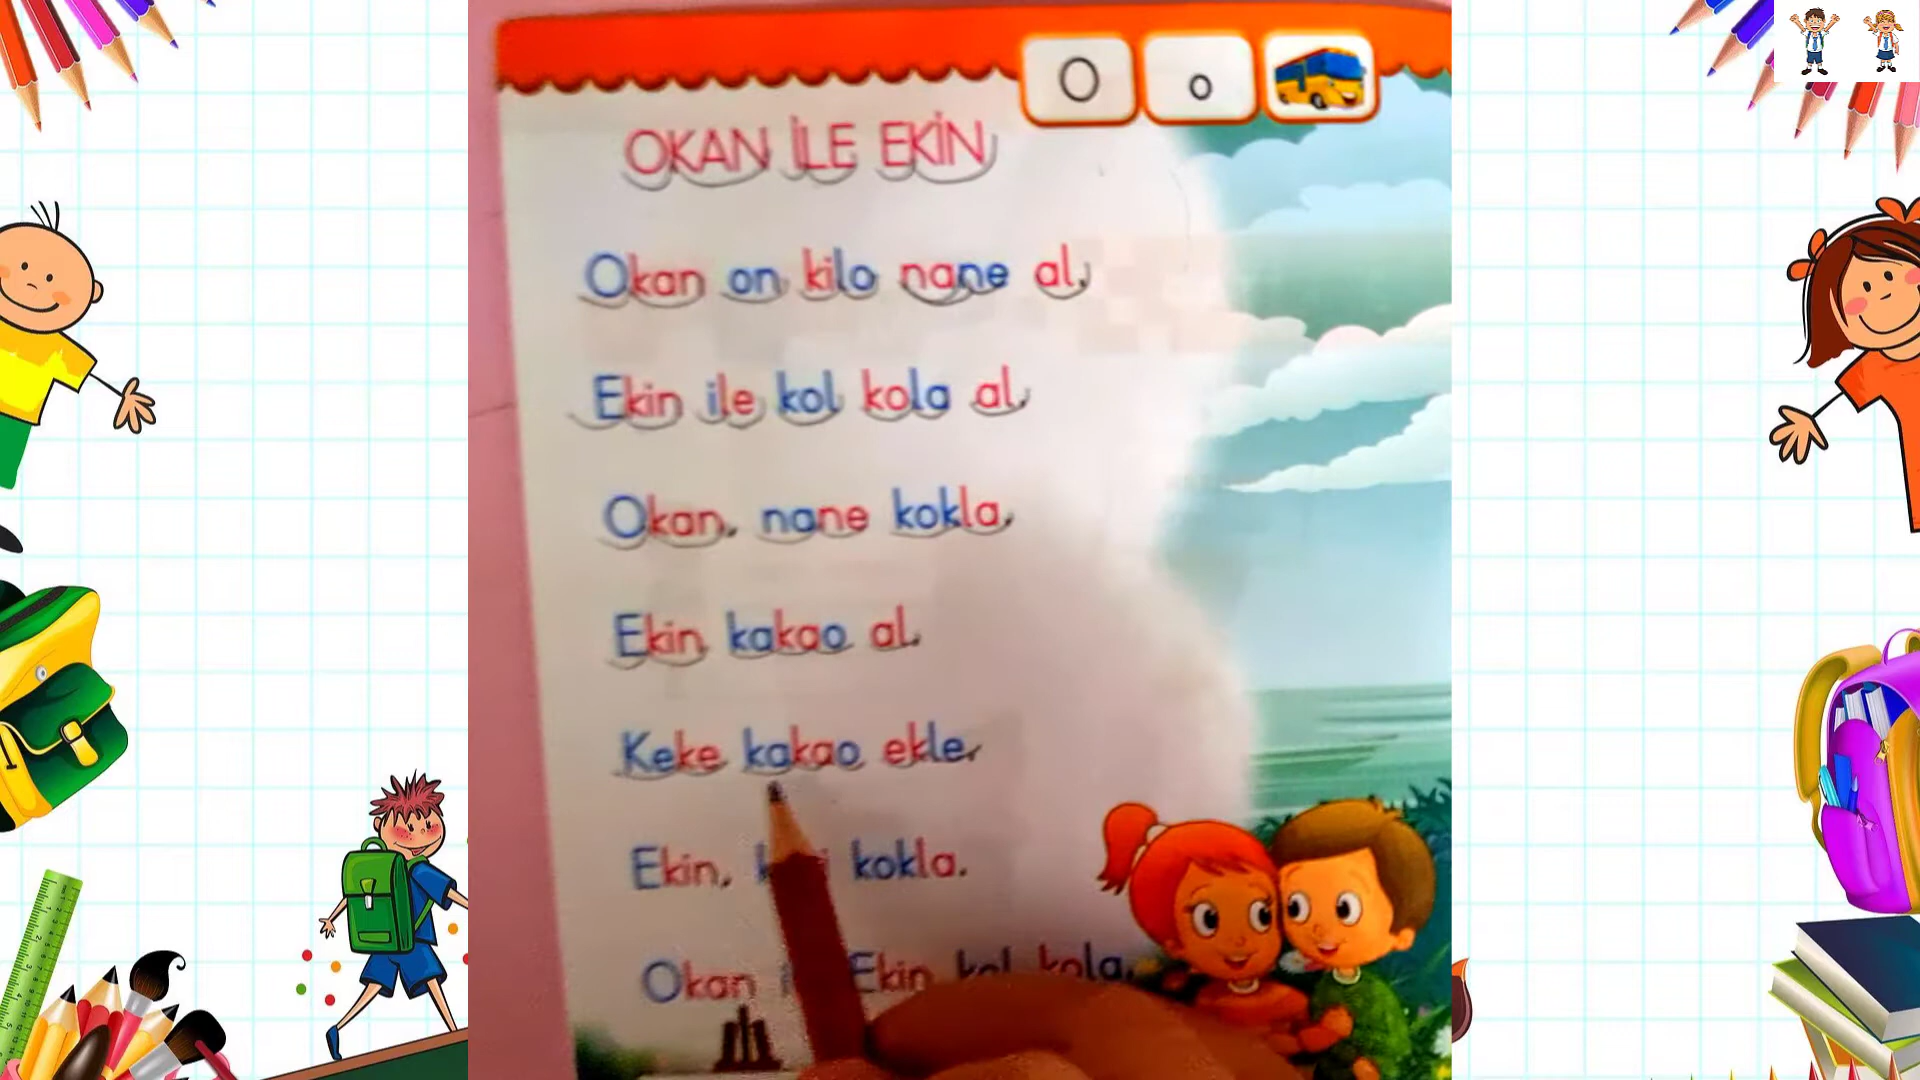 O o
OKAN İLE EKİN
Okan on kilo nane al.
Ekin ile kol kola al.
Okan, nane kokla.
Ekin kakao al.
Keke kakao ekle.
Ekin, kokla.
Okan Ekin kol kola.